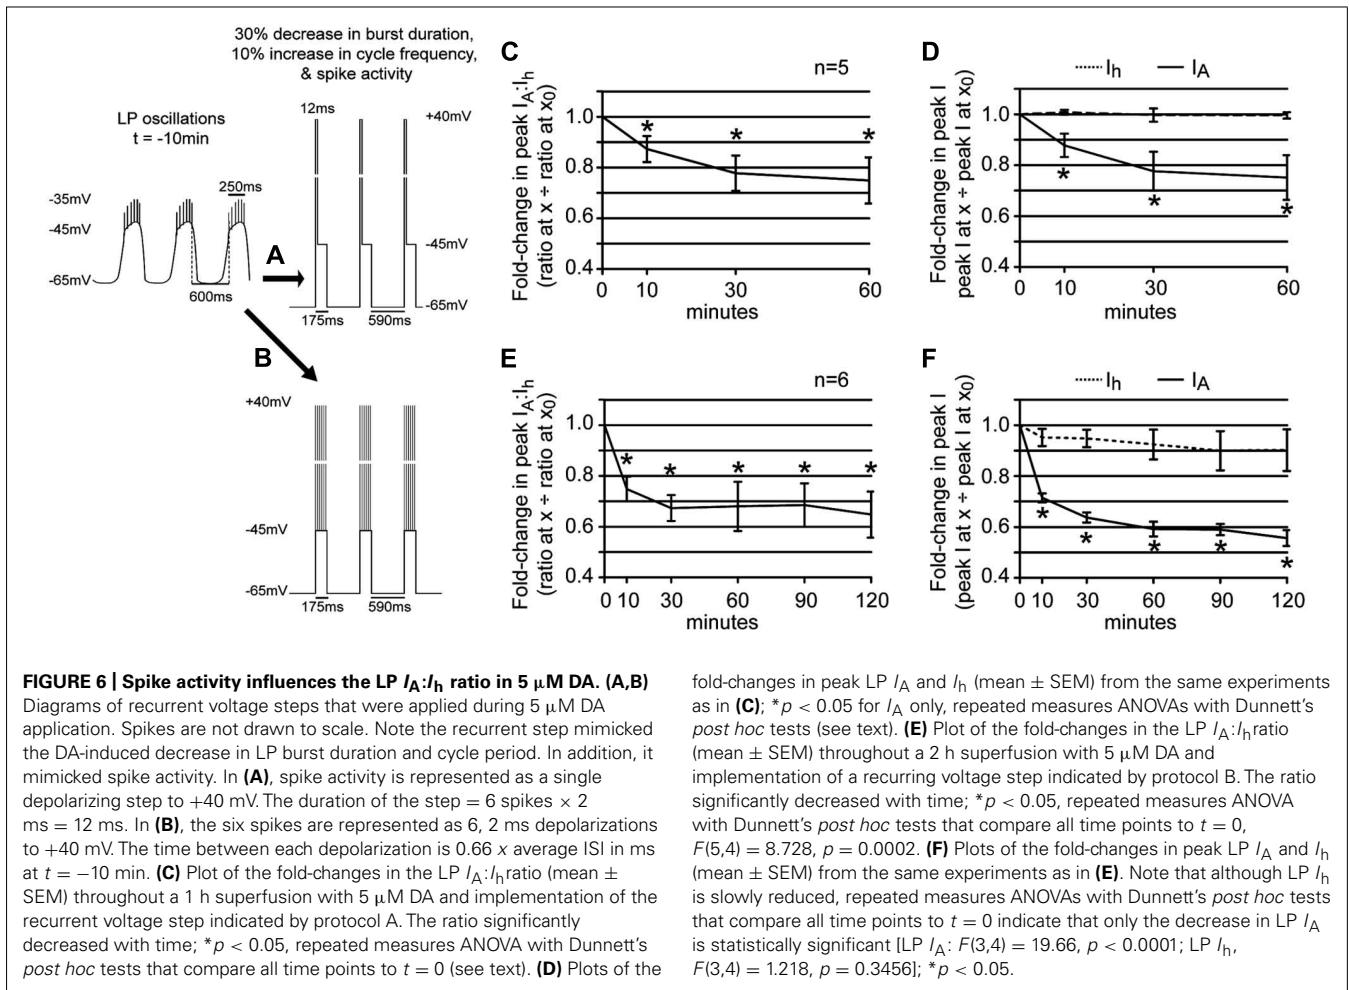 30% decrease in burst duration,
10% increase in cycle frequency,
& spike activity
LP oscillations
t = -10min
12ms
+40mV
250ms
-35mV
-45mV
-65mV
600ms
A
-45mV
-65mV
175ms
590ms
B
+40mV
-45mV
-65mV
175ms
590ms
C
n=5
Fold-change in peak IA:Ih
(ratio at x ÷ ratio at x0)
1.0
0.8
0.6
0.4
* * *
0 10 30 60
minutes
D
Ih IA
Fold-change in peak I
peak I at x ÷ peak I at x0)
1.0
0.8
0.6
0.4
* * *
0 10 30 60
minutes
E
n=6
Fold-change in peak IA:Ih
(ratio at x ÷ ratio at x0)
1.0
0.8
0.6
0.4
* * * * *
0 10 30 60 90 120
minutes
F
Ih IA
Fold-change in peak I
(peak I at x ÷ peak I at x0)
1.0
0.8
0.6
0.4
* * * * *
0 10 30 60 90 120
minutes
FIGURE 6 | Spike activity influences the LP IA:Ih ratio in 5 μM DA. (A,B)
Diagrams of recurrent voltage steps that were applied during 5 μM DA
application. Spikes are not drawn to scale. Note the recurrent step mimicked
the DA-induced decrease in LP burst duration and cycle period. In addition, it
mimicked spike activity. In (A), spike activity is represented as a single
depolarizing step to +40 mV. The duration of the step = 6 spikes × 2
ms = 12 ms. In (B), the six spikes are represented as 6, 2 ms depolarizations
to +40 mV. The time between each depolarization is 0.66 x average ISI in ms
at t = −10 min. (C) Plot of the fold-changes in the LP IA:Ih ratio (mean ±
SEM) throughout a 1 h superfusion with 5 μM DA and implementation of the
recurrent voltage step indicated by protocol A. The ratio significantly
decreased with time; *p < 0.05, repeated measures ANOVA with Dunnett's
post hoc tests that compare all time points to t = 0 (see text). (D) Plots of the
fold-changes in peak LP IA and Ih (mean ± SEM) from the same experiments
as in (C); *p < 0.05 for IA only, repeated measures ANOVAs with Dunnett's
post hoc tests (see text). (E) Plot of the fold-changes in the LP IA:Ih ratio
(mean ± SEM) throughout a 2 h superfusion with 5 μM DA and
implementation of a recurring voltage step indicated by protocol B. The ratio
significantly decreased with time; *p < 0.05, repeated measures ANOVA
with Dunnett's post hoc tests that compare all time points to t = 0,
F(5,4) = 8.728, p = 0.0002. (F) Plots of the fold-changes in peak LP IA and Ih
(mean ± SEM) from the same experiments as in (E). Note that although LP Ih
is slowly reduced, repeated measures ANOVAs with Dunnett's post hoc tests
that compare all time points to t = 0 indicate that only the decrease in LP IA
is statistically significant [LP IA: F(3,4) = 19.66, p < 0.0001; LP Ih,
F(3,4) = 1.218, p = 0.3456]; *p < 0.05.